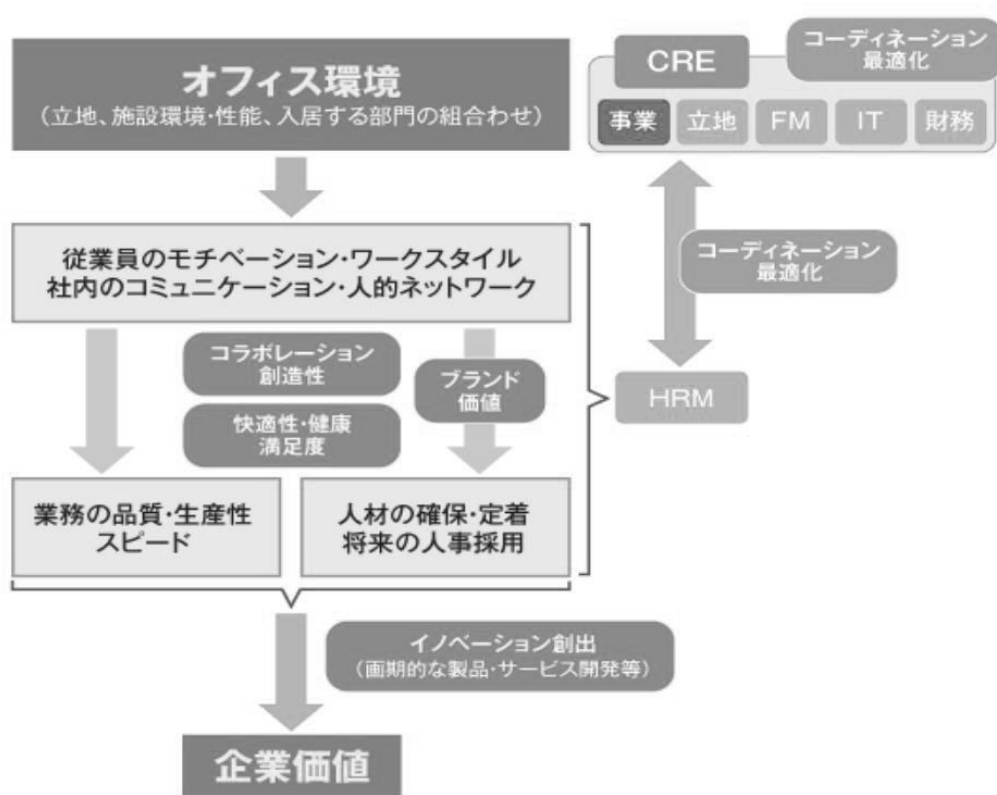 オフィス環境
(立地、施設環境・性能、入居する部門の組合わせ)
CRE
コーディネーション
最適化
事業
立地
FM
IT
財務
従業員のモチベーション・ワークスタイル
社内のコミュニケーション・人的ネットワーク
コーディネーション
最適化
コラボレーション
創造性
ブランド
価値
快適性・健康
満足度
HRM
業務の品質・生産性
スピード
人材の確保・定着
将来の人事採用
イノベーション創出
(画期的な製品・サービス開発等)
企業価値